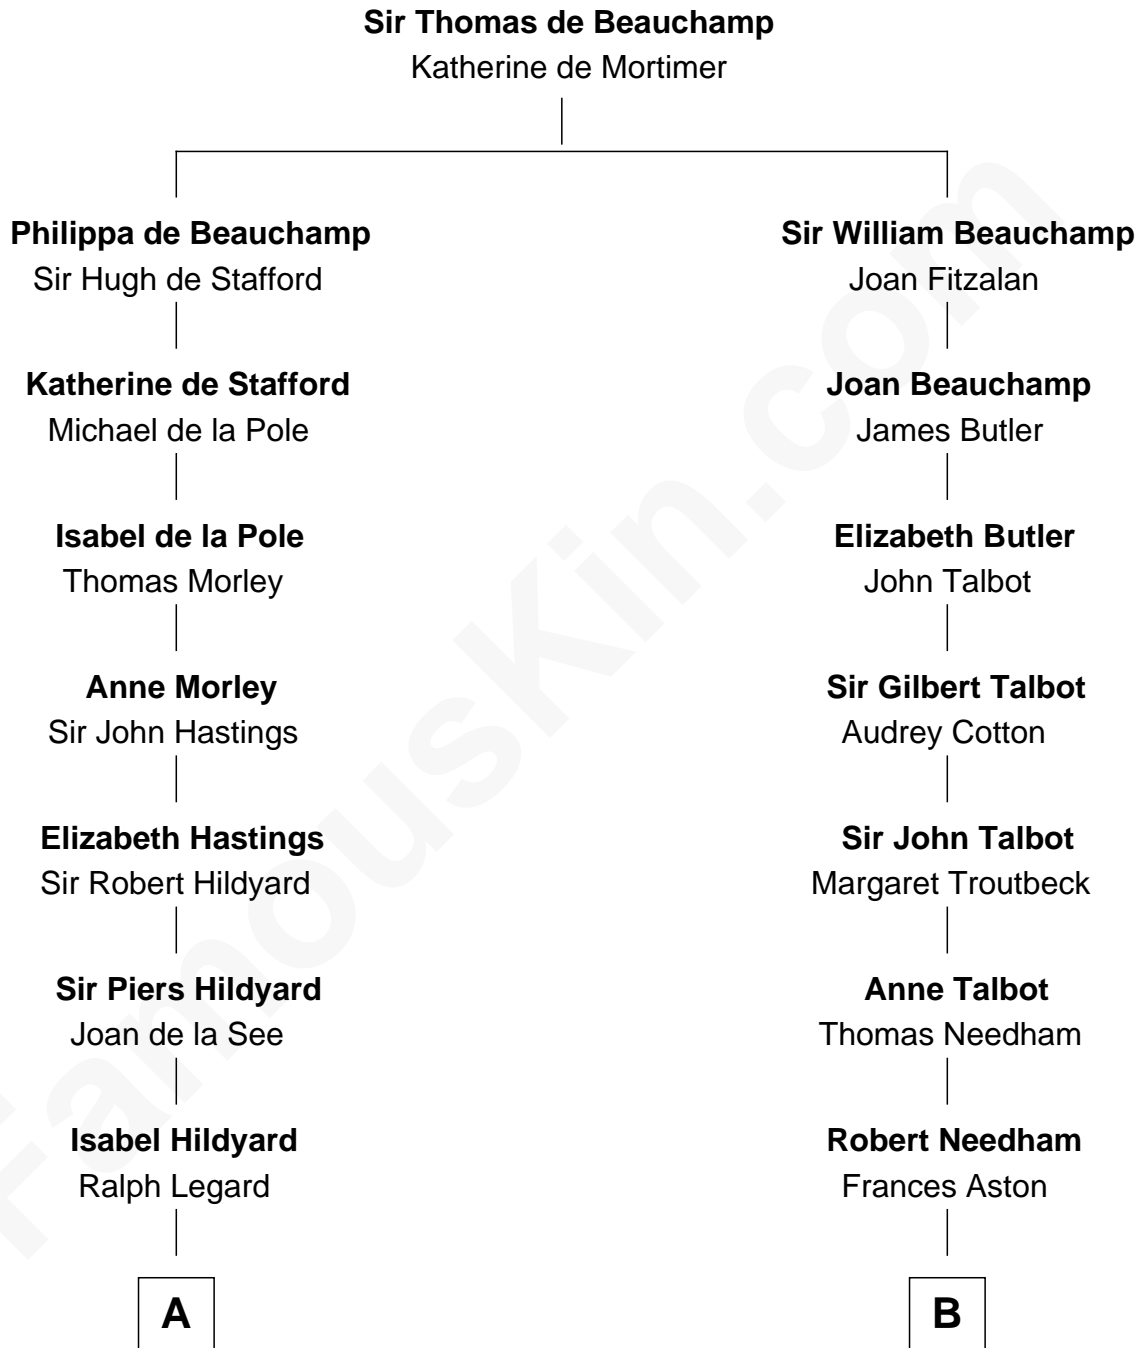 Sir Thomas de Beauchamp
Katherine de Mortimer
Philippa de Beauchamp
Sir Hugh de Stafford
Sir William Beauchamp
Joan Fitzalan
Katherine de Stafford
Michael de la Pole
Joan Beauchamp
James Butler
Isabel de la Pole
Thomas Morley
Elizabeth Butler
John Talbot
Anne Morley
Sir John Hastings
Sir Gilbert Talbot
Audrey Cotton
Elizabeth Hastings
Sir Robert Hildyard
Sir John Talbot
Margaret Troutbeck
Sir Piers Hildyard
Joan de la See
Anne Talbot
Thomas Needham
Isabel Hildyard
Ralph Legard
Robert Needham
Frances Aston
A
B
FamousKin.com